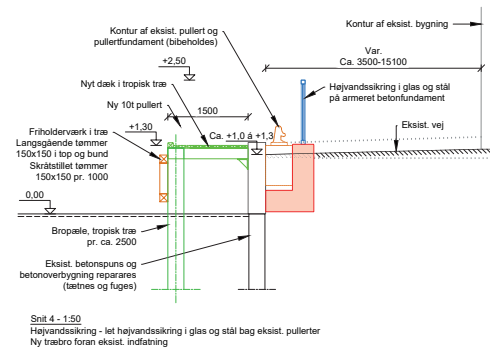 Kontur af eksist. bygning
Kontur af eksist. pullert og
pullertfundament (bibeholdes)
Var.
Ca. 3500-15100
+2,50
Nyt dæk i tropisk træ
Højvandssikring i glas og stål
på armeret betonfundament
Ny 10t pullert
1500
Eksist. vej
+1,30
Ca. +1,0 á +1,3
Friholderværk i træ
Langsgående tømmer
150x150 i top og bund
Skråtstillet tømmer
150x150 pr. 1000
0,00
Bropæle, tropisk træ
pr. ca. 2500
Eksist. betonspuns og
betonoverbygning reparares
(tætnes og fuges)
Snit 4 - 1:50
Højvandssikring - let højvandssikring i glas og stål bag eksist. pullerter
Ny træbro foran eksist. indfatning